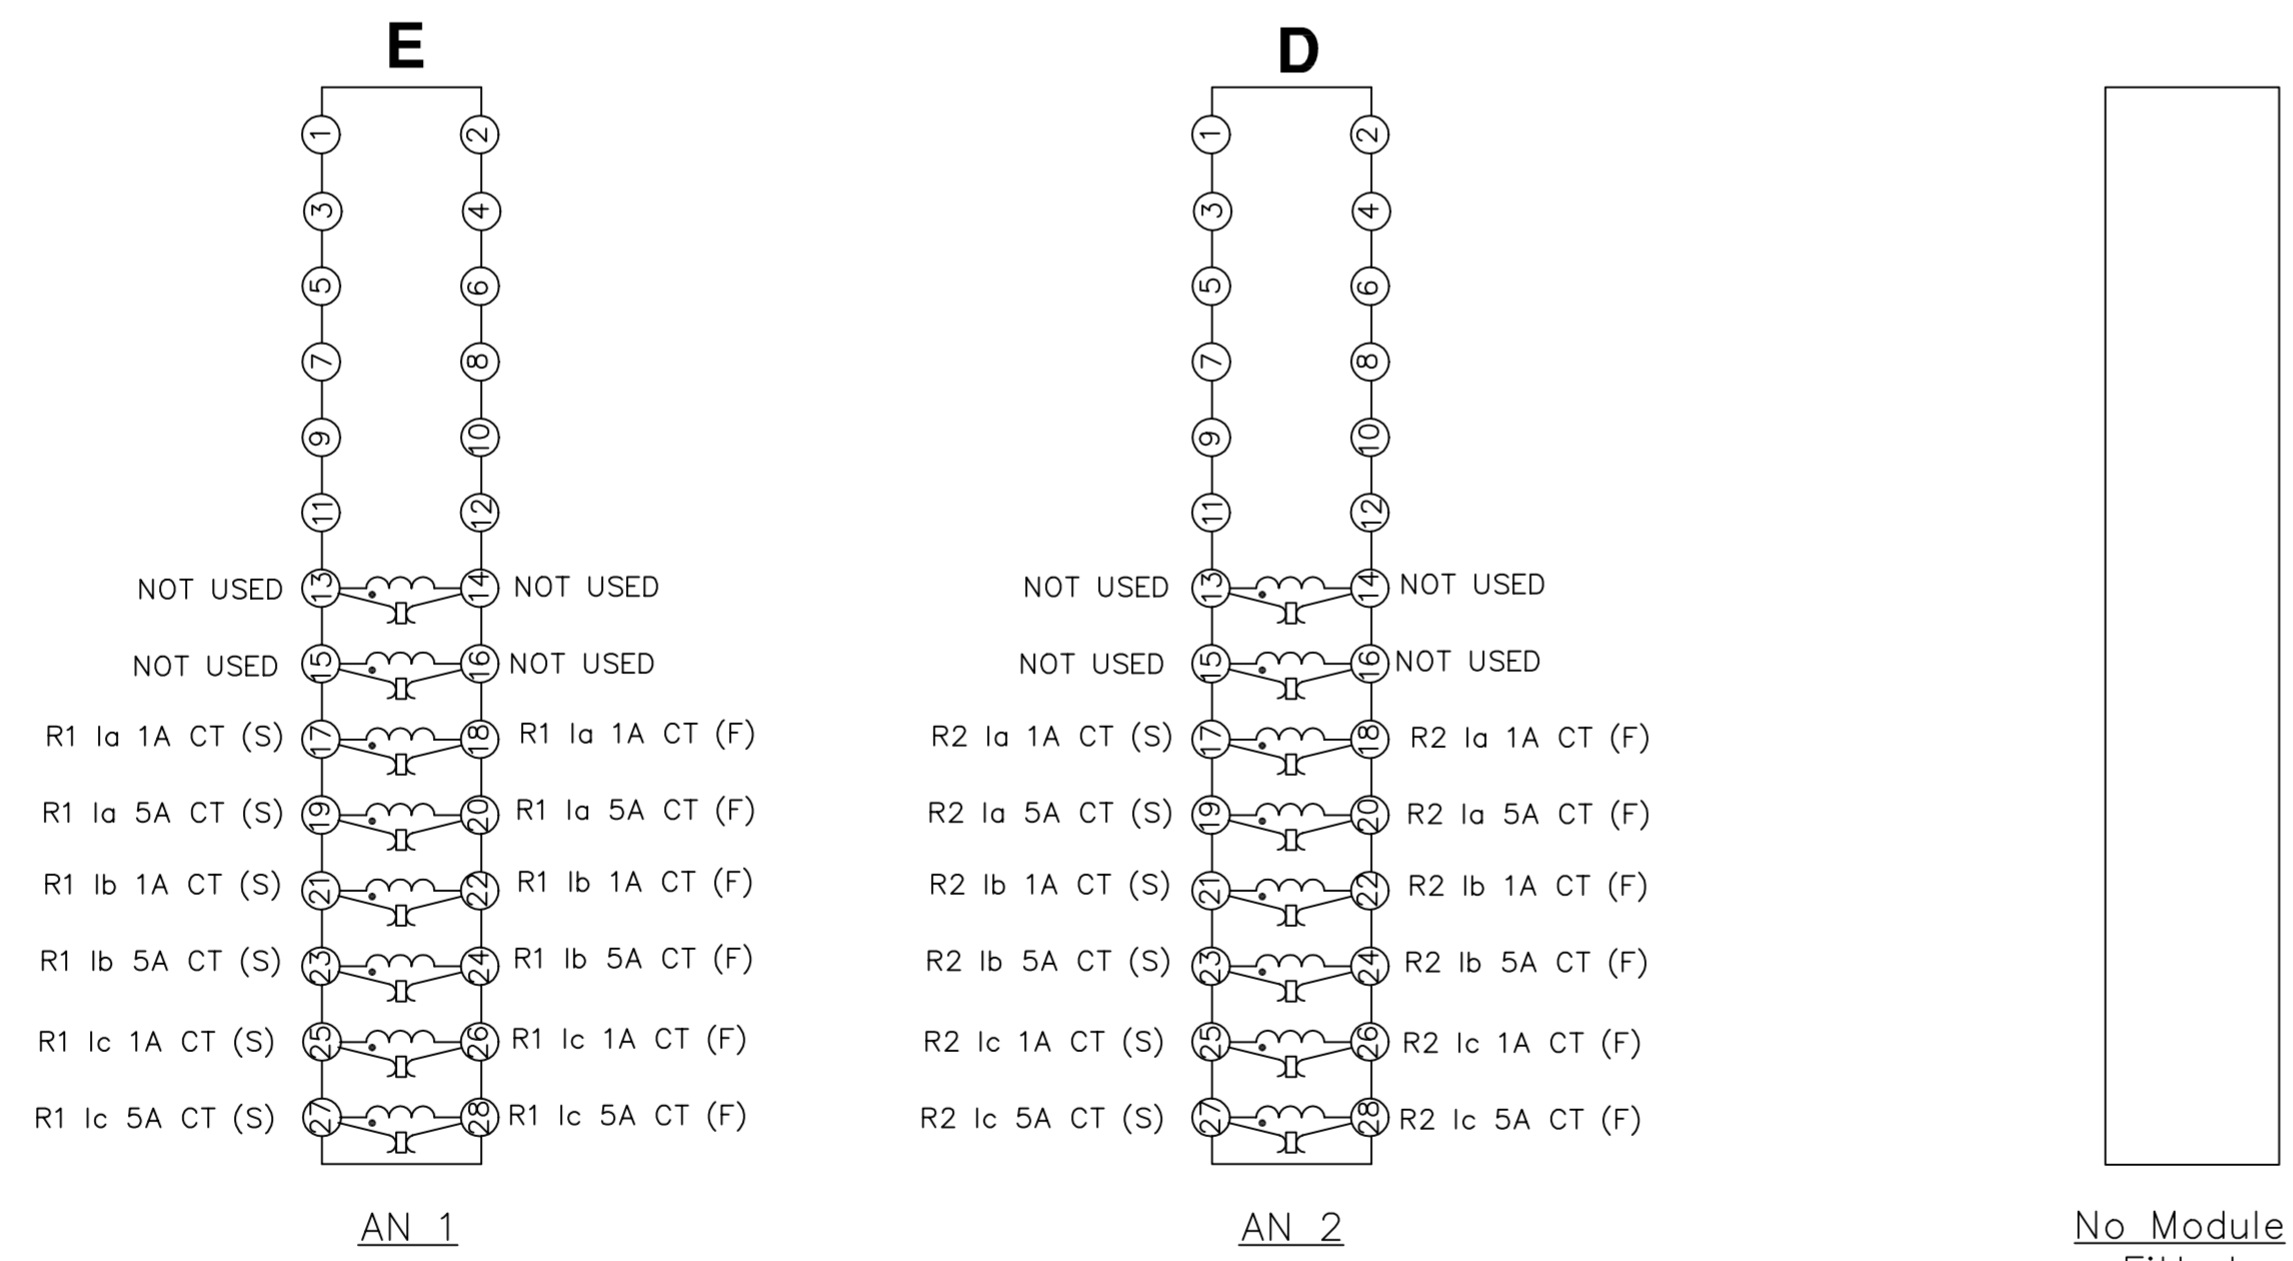 E D
1 2 1 2
3 4 3 4
5 6 5 6
7 8 7 8
9 10 9 10
11 12 11 12
NOT USED 13 14 NOT USED NOT USED 13 14 NOT USED
NOT USED 15 16 NOT USED NOT USED 15 16 NOT USED
R1 Ia 1A CT (S) 17 18 R1 Ia 1A CT (F) R2 Ia 1A CT (S) 17 18 R2 Ia 1A CT (F)
R1 Ia 5A CT (S) 19 20 R1 Ia 5A CT (F) R2 Ia 5A CT (S) 19 20 R2 Ia 5A CT (F)
R1 Ib 1A CT (S) 21 22 R1 Ib 1A CT (F) R2 Ib 1A CT (S) 21 22 R2 Ib 1A CT (F)
R1 Ib 5A CT (S) 23 24 R1 Ib 5A CT (F) R2 Ib 5A CT (S) 23 24 R2 Ib 5A CT (F)
R1 Ic 1A CT (S) 25 26 R1 Ic 1A CT (F) R2 Ic 1A CT (S) 25 26 R2 Ic 1A CT (F)
R1 Ic 5A CT (S) 27 28 R1 Ic 5A CT (F) R2 Ic 5A CT (S) 27 28 R2 Ic 5A CT (F)
AN 1 AN 2 No Module